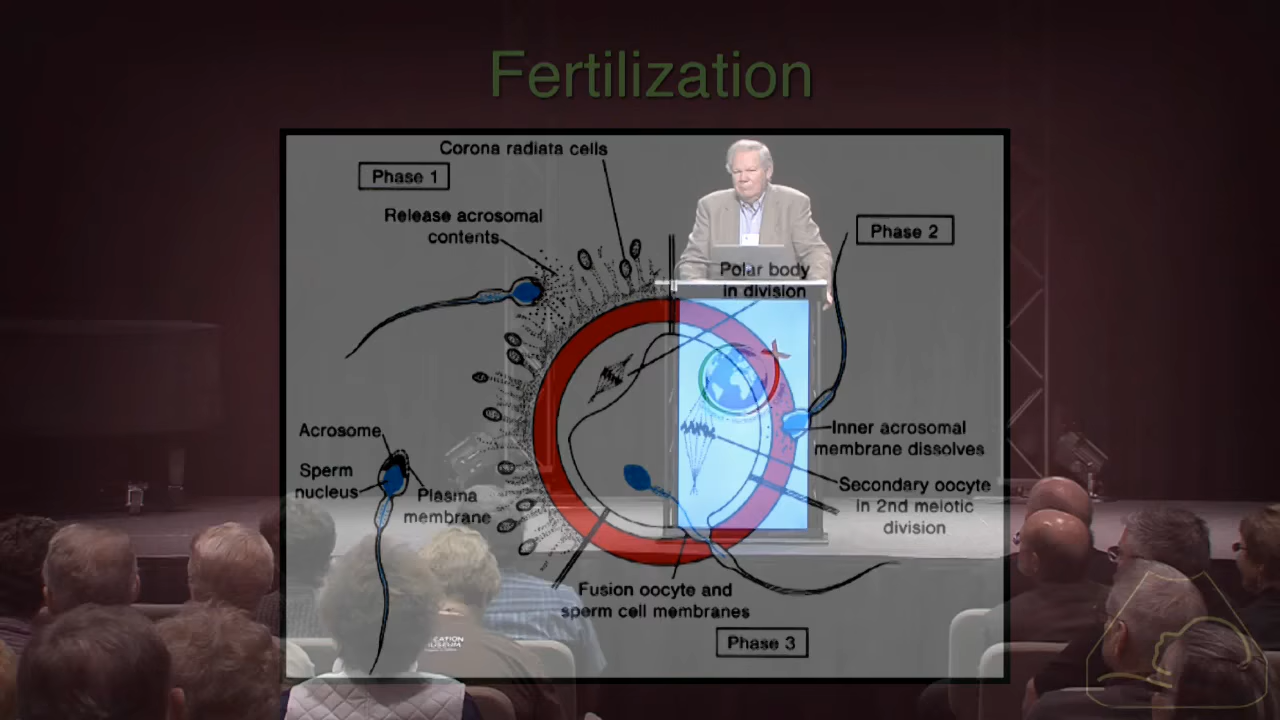 Fertilization
Corona radiata cells
Phase 1
Release acrosomal
contents
Phase 2
Polar body
in division
Acrosome
Sperm
nucleus
Plasma
membrane
Inner acrosomal
membrane dissolves
Secondary oocyte
in 2nd meiotic
division
Fusion oocyte and
sperm cell membranes
Phase 3
MUSEUM